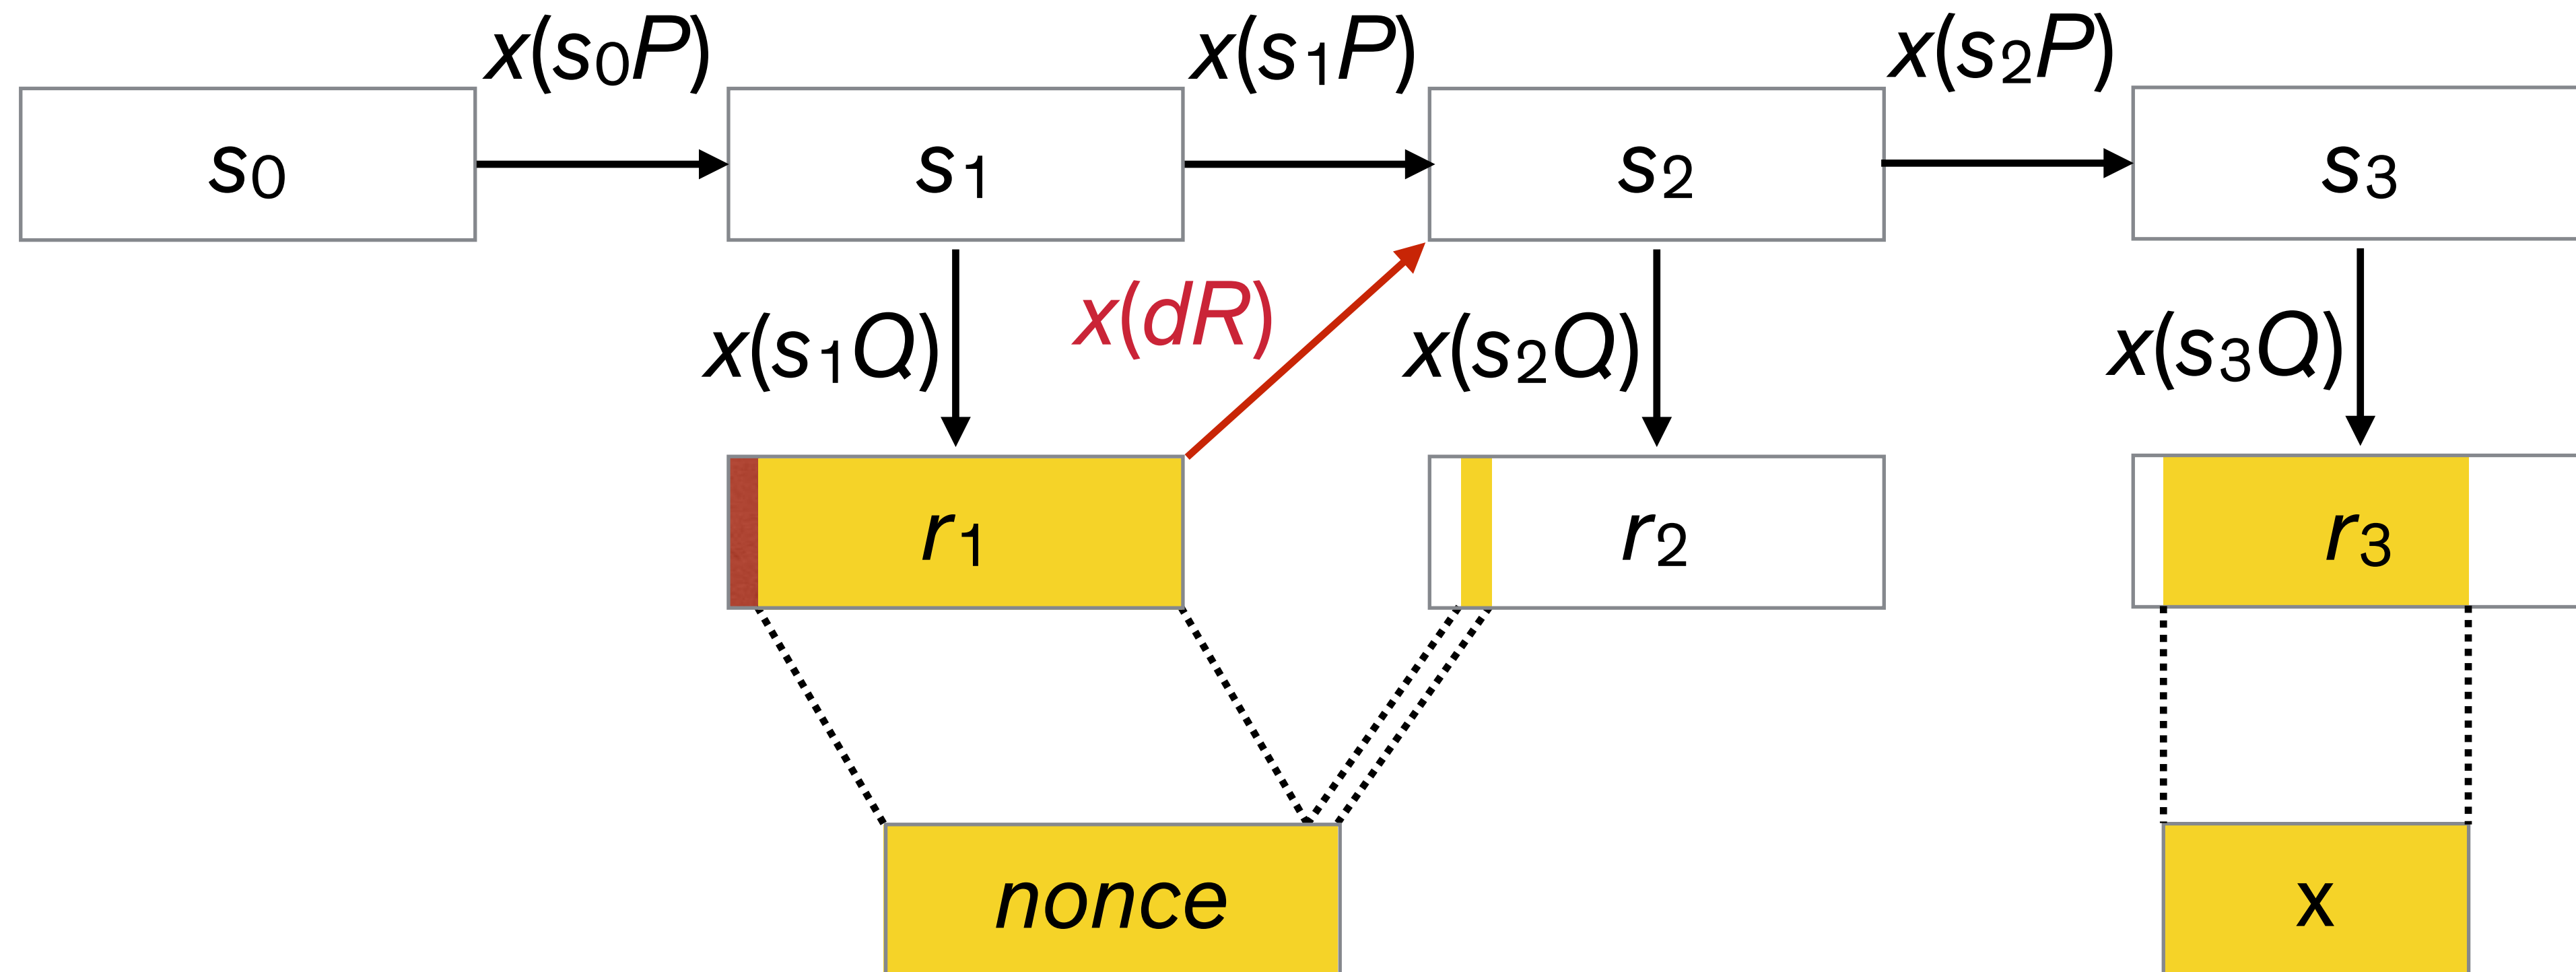 x(s₀P) x(s₁P) x(s₂P)
s₀ s₁ s₂ s₃
x(s₁Q) x(dR) x(s₂Q) x(s₃Q)
r₁ r₂ r₃
nonce x